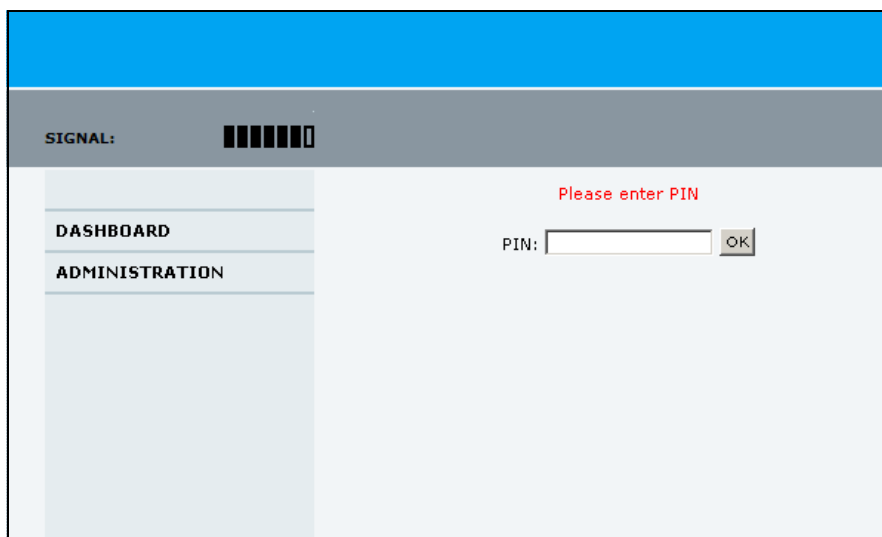 SIGNAL:
Please enter PIN
DASHBOARD
PIN: OK
ADMINISTRATION